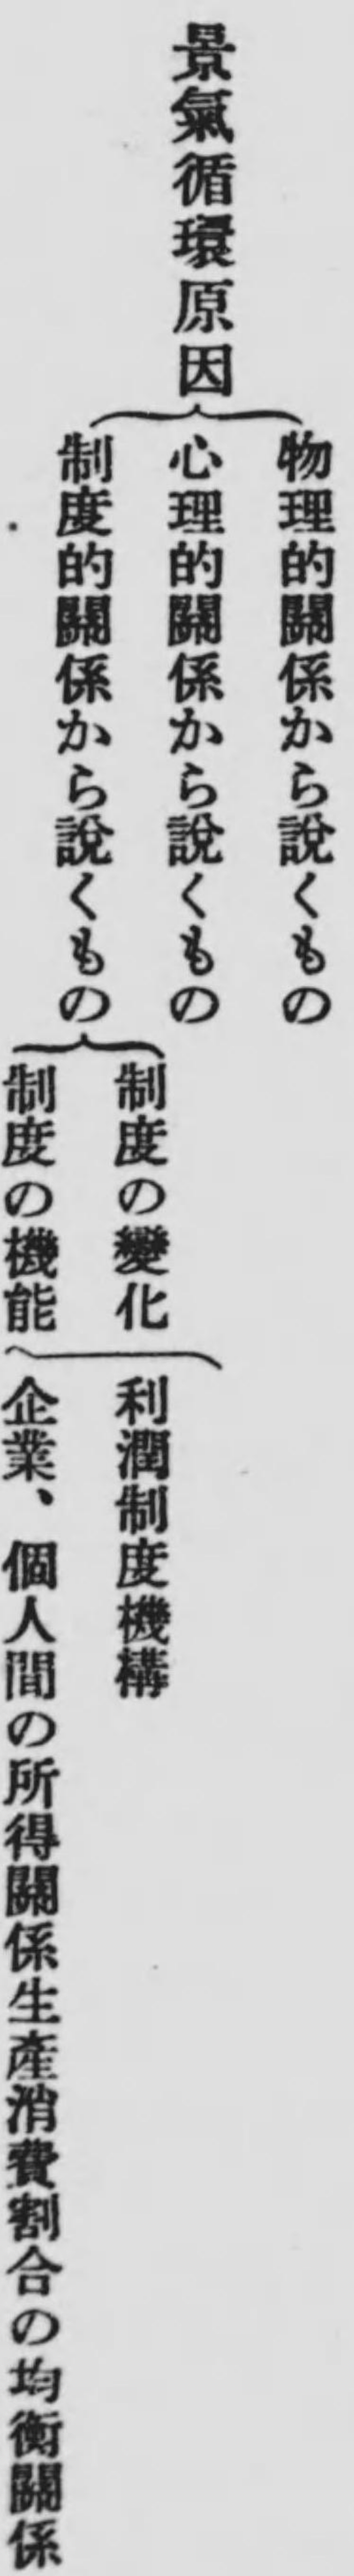 景氣循環原因
物理的關係から說くもの
心理的關係から說くもの
制度的關係から說くもの
制度の變化
制度の機能
利潤制度機構
企業、個人間の所得關係生產消費割合の均衡關係